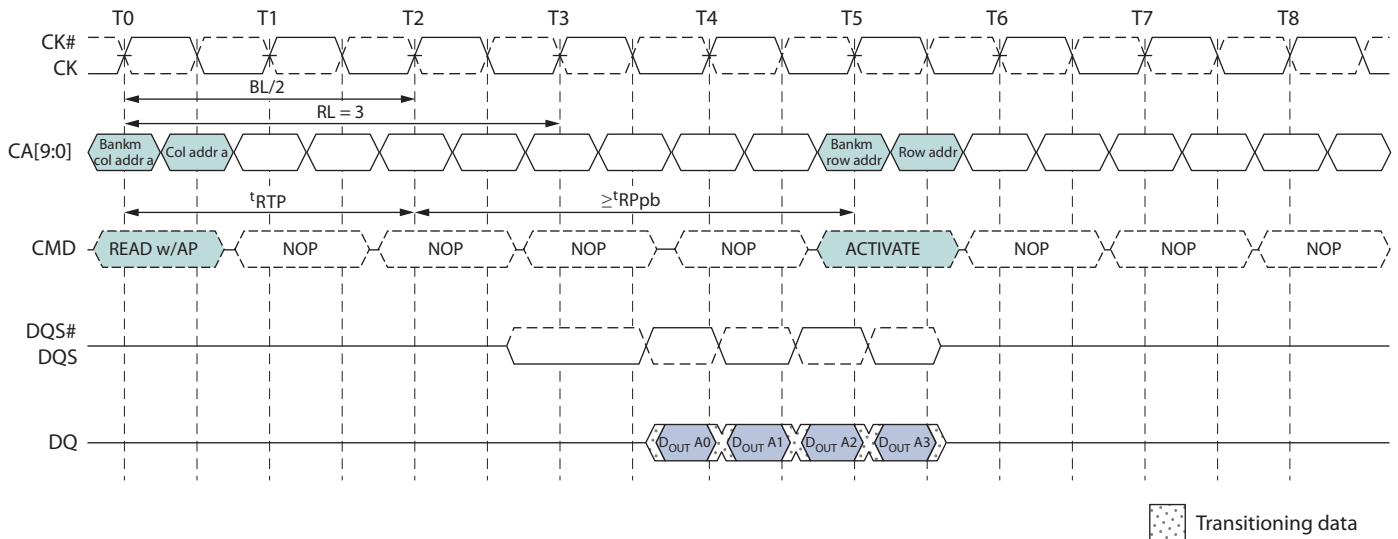 T0 T1 T2 T3 T4 T5 T6 T7 T8
CK#
CK
BL/2
RL = 3
CA[9:0]
Bankm
col addr a
Col addr a
Bankm
row addr
Row addr
tRTP
≥tRPpb
CMD
READ w/AP NOP NOP NOP NOP ACTIVATE NOP NOP NOP
DQS#
DQS
DQ
DOUT A0 DOUT A1 DOUT A2 DOUT A3
Transitioning data